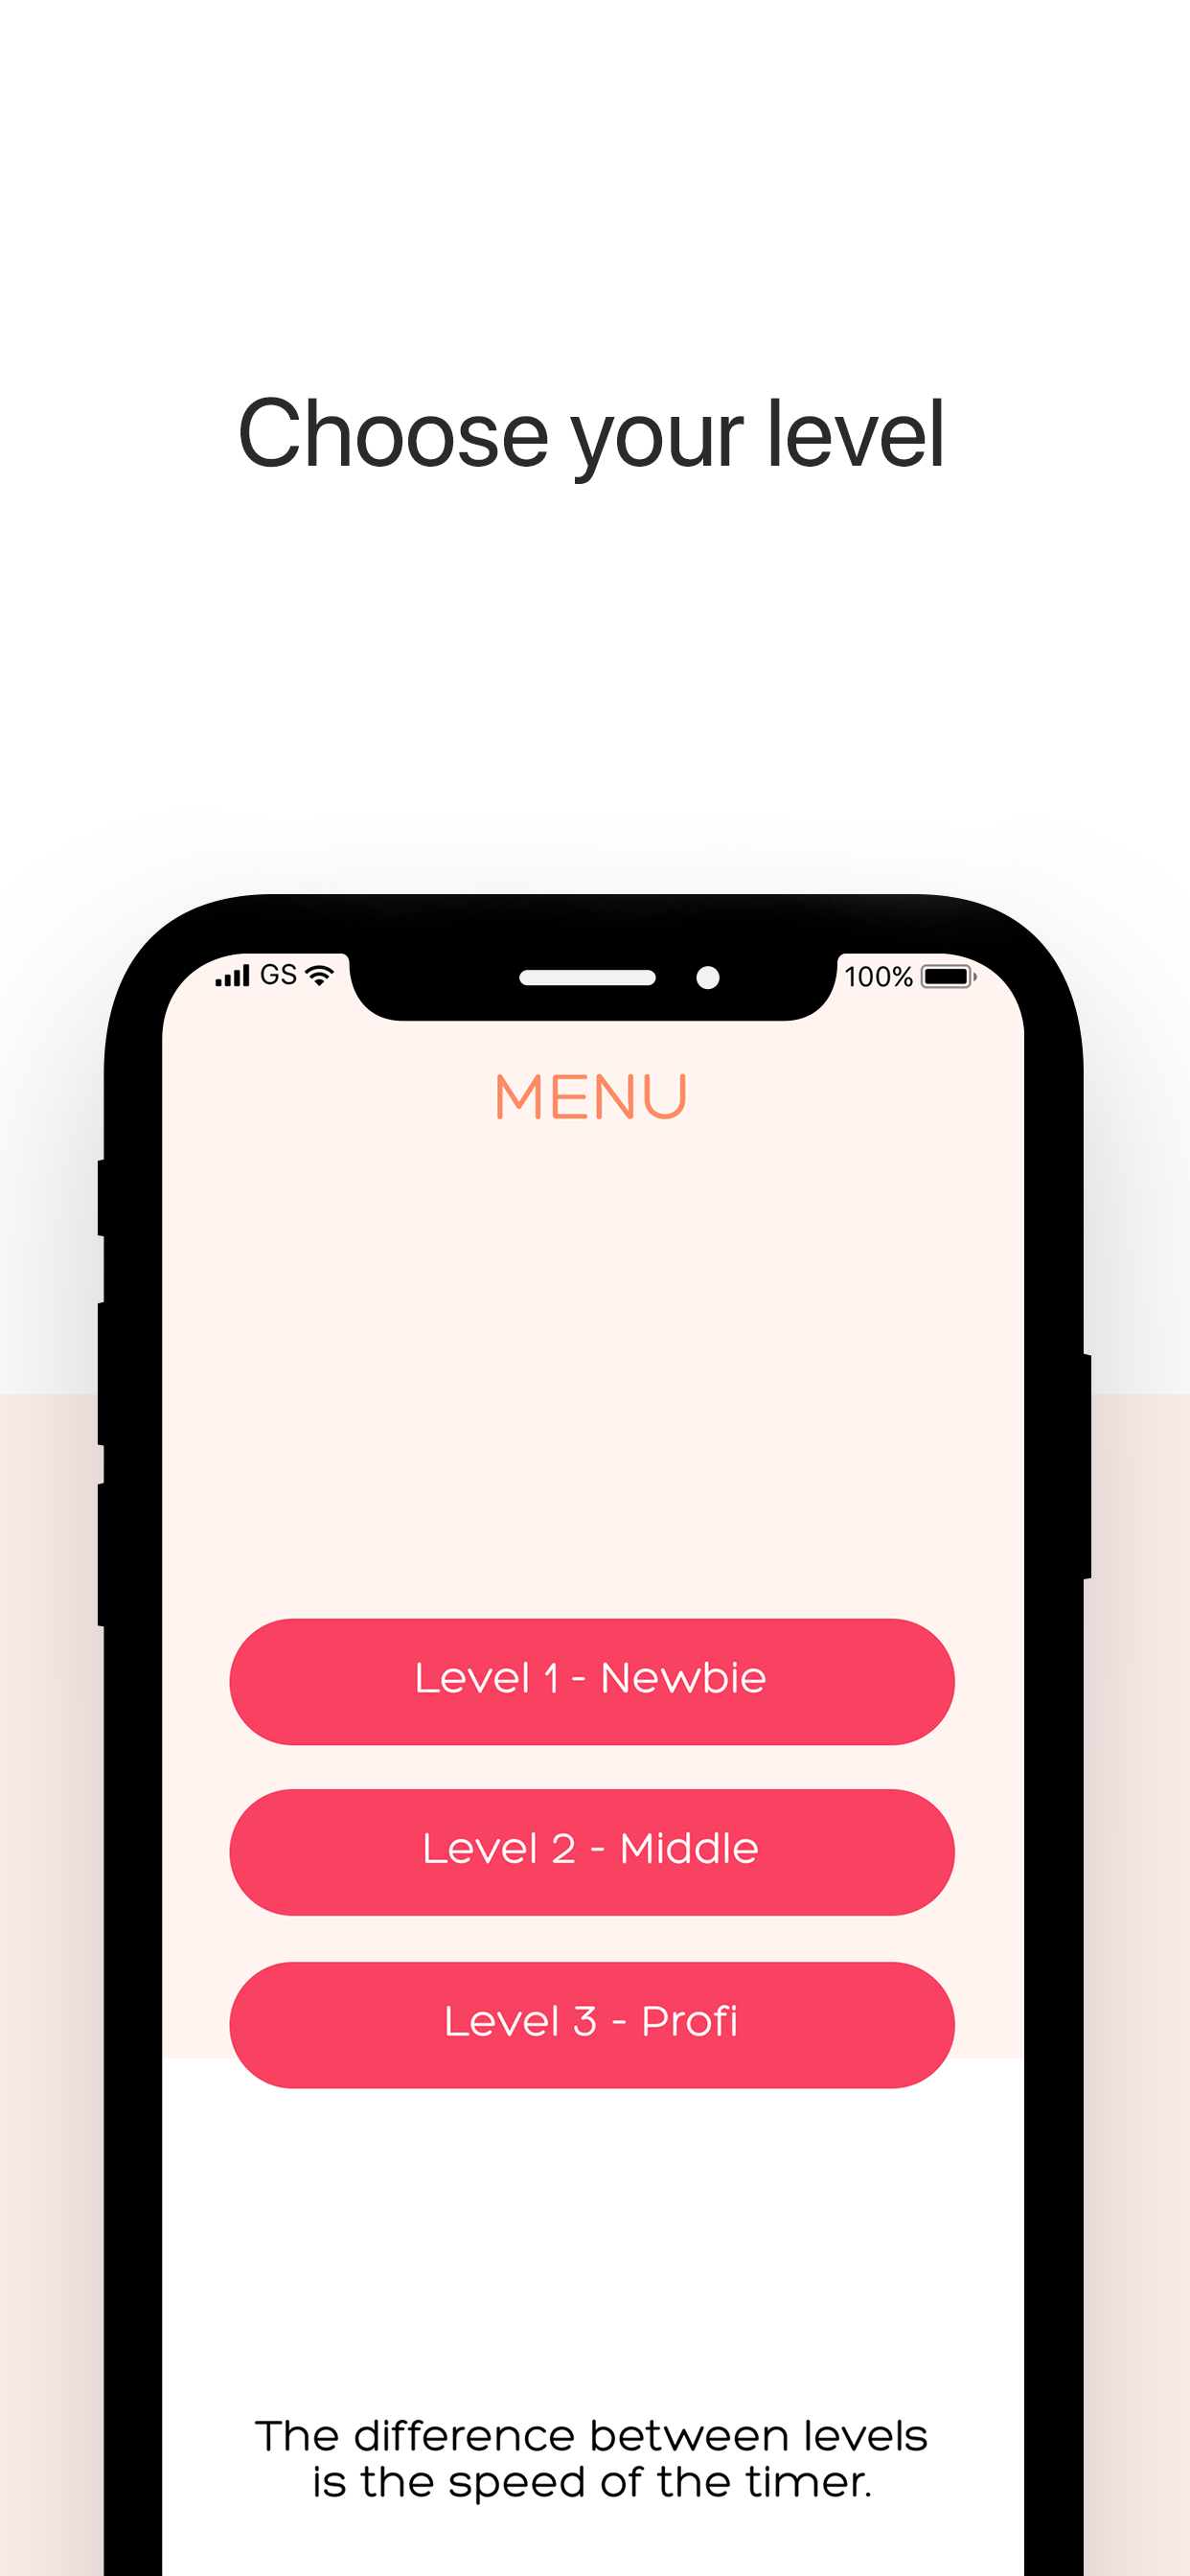 Choose your level
GS
100%
MENU
Level 1 - Newbie
Level 2 - Middle
Level 3 - Profi
The difference between levels
is the speed of the timer.